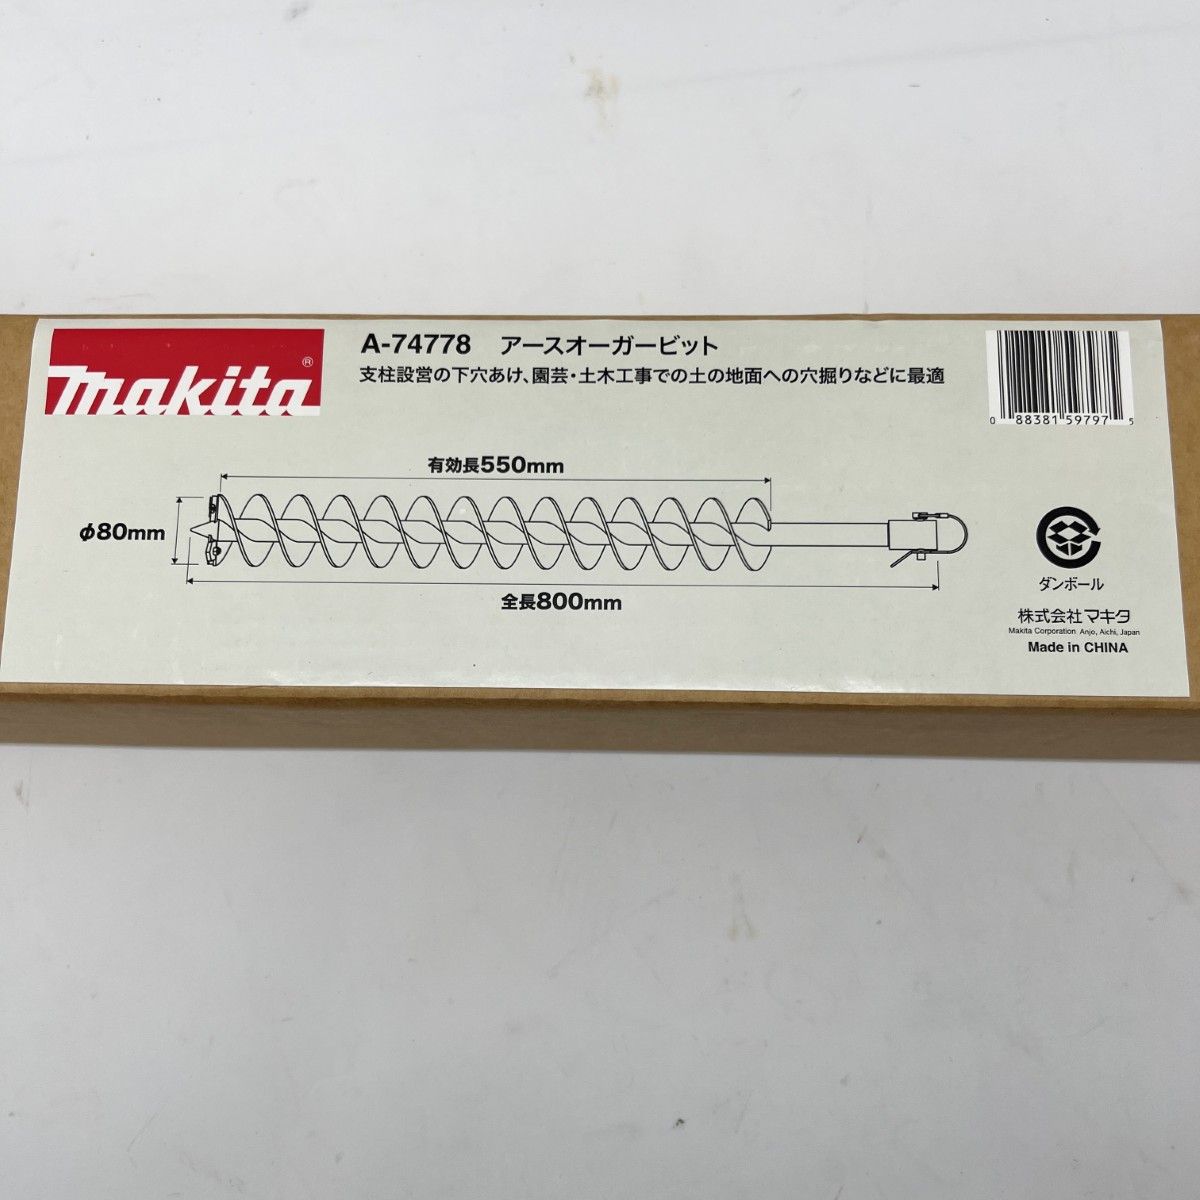 makita®
A-74778 アースオーガービット
支柱設営の下穴あけ、園芸・土木工事での土の地面への穴掘りなどに最適
0 88381 59797 5
有効長550mm
φ80mm
全長800mm
ダンボール
株式会社マキタ
Makita Corporation Anjo, Aichi, Japan
Made in CHINA